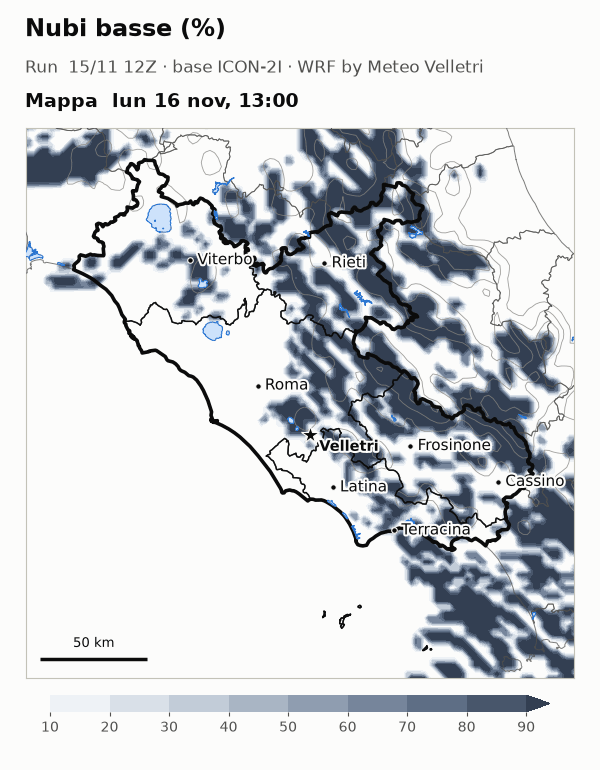 Nubi basse (%)
Run  15/11 12Z · base ICON-2I · WRF by Meteo Velletri
Mappa  lun 16 nov, 13:00
Viterbo
Rieti
Roma
Velletri
Frosinone
Cassino
Latina
Terracina
50 km
10 20 30 40 50 60 70 80 90